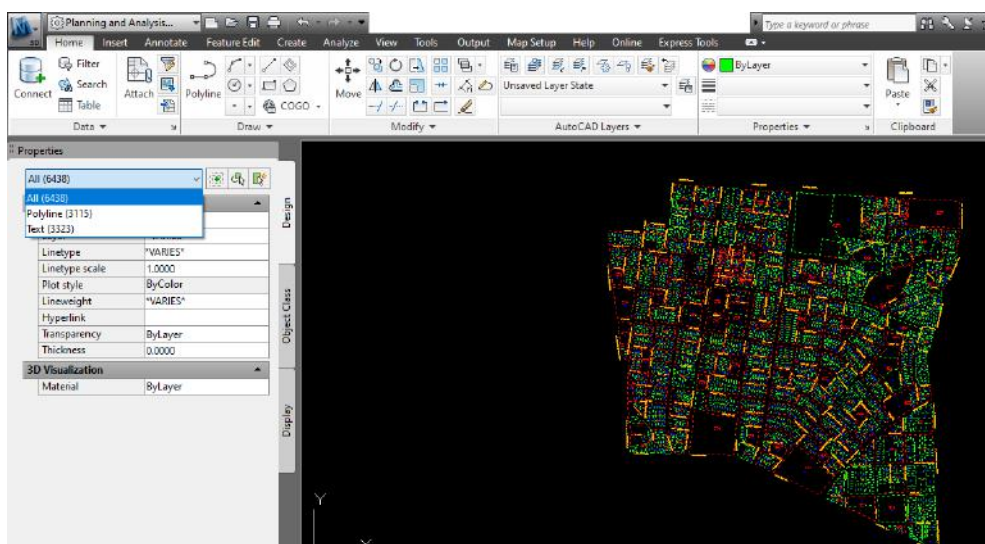 Planning and Analysis...
Type a keyword or phrase
3D
Home Insert Annotate Feature Edit Create Analyze View Tools Output Map Setup Help Online Express Tools
Filter
Search
Table
Connect
Attach
Polyline
COGO
Move
Unsaved Layer State
ByLayer
Paste
Data
Draw
Modify
AutoCAD Layers
Properties
Clipboard
Properties
All (6438)
All (6438)
Polyline (3115)
Text (3323)
Linetype *VARIES*
Linetype scale 1.0000
Plot style ByColor
Lineweight *VARIES*
Hyperlink
Transparency ByLayer
Thickness 0.0000
3D Visualization
Material ByLayer
Design
Object Class
Display
Y